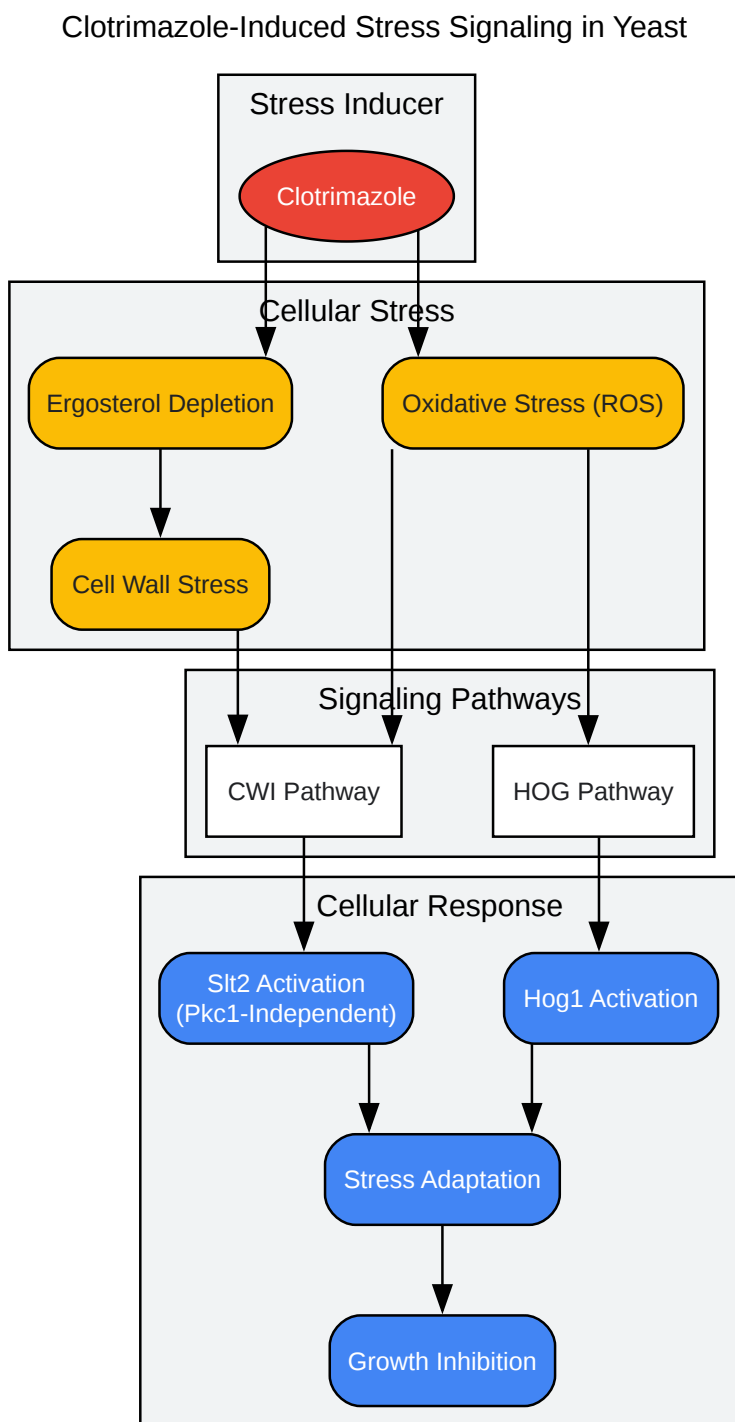 Clotrimazole-Induced Stress Signaling in Yeast
Stress Inducer
Clotrimazole
Cellular Stress
Ergosterol Depletion
Oxidative Stress (ROS)
Cell Wall Stress
Signaling Pathways
CWI Pathway
HOG Pathway
Cellular Response
Slt2 Activation
(Pkc1-Independent)
Hog1 Activation
Stress Adaptation
Growth Inhibition